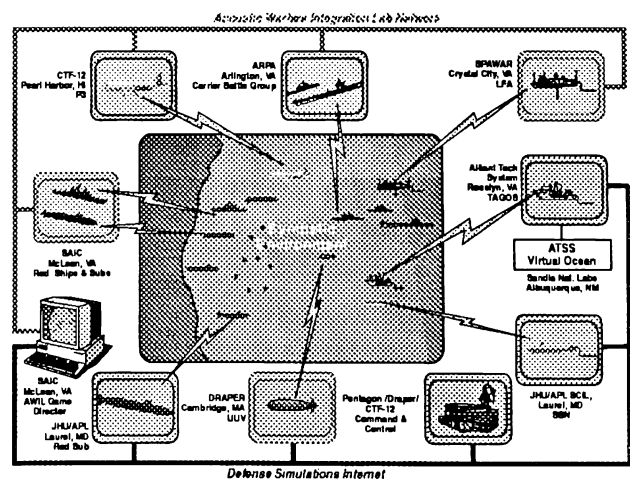 Acoustic Warfare Integration Lab Network
CTF-12
Pearl Harbor, HI
P3
ARPA
Arlington, VA
Carrier Battle Group
SPAWAR
Crystal City, VA
LFA
Alliant Teck
System
Rosslyn, VA
TAGOS
ATSS
Virtual Ocean
Sandia Nat. Labs
Albuquerque, NM
SAIC
McLean, VA
Red Ships & Subs
SAIC
McLean, VA
AWIL Game
Director
JHU/APL
Laurel, MD
Red Sub
DRAPER
Cambridge, MA
UUV
Pentagon /Draper/
CTF-12
Command &
Control
JHU/APL SCIL,
Laurel, MD
SSN
Defense Simulations Internet